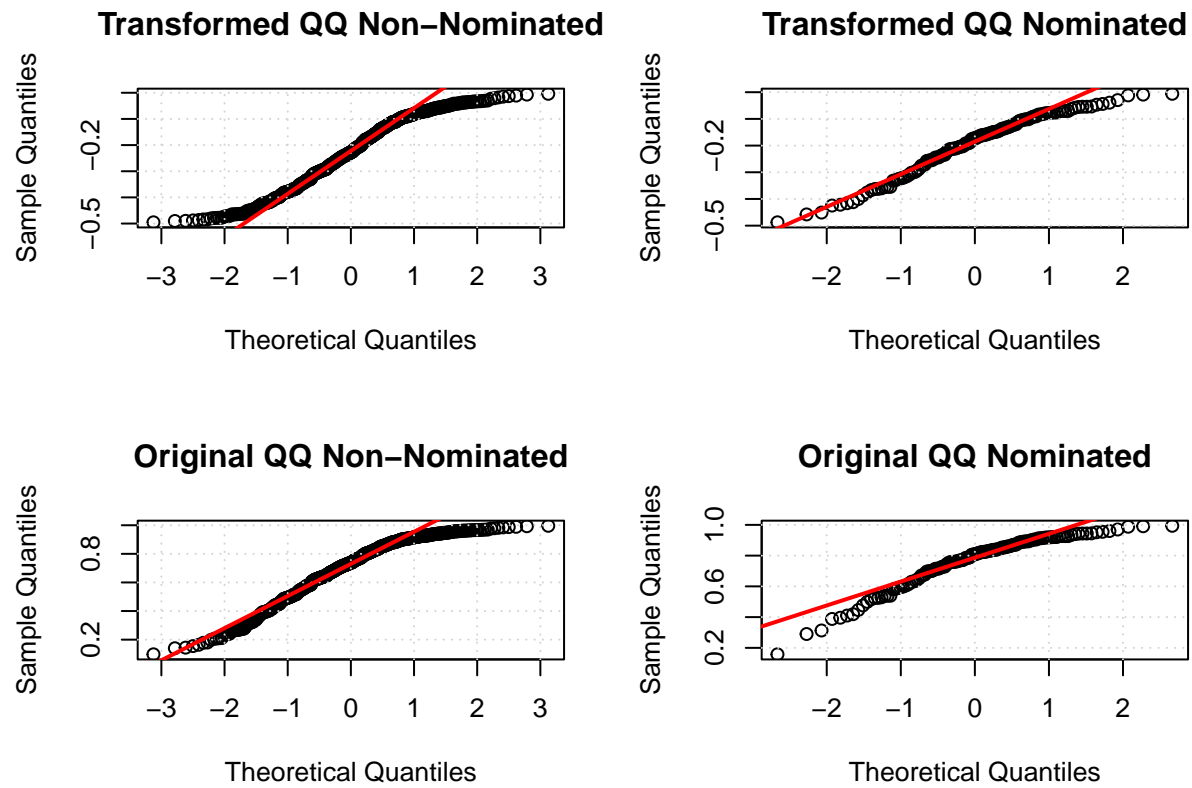 Transformed QQ Non−Nominated
Sample Quantiles
−0.5 −0.2
−3 −2 −1 0 1 2 3
Theoretical Quantiles
Transformed QQ Nominated
Sample Quantiles
−0.5 −0.2
−2 −1 0 1 2
Theoretical Quantiles
Original QQ Non−Nominated
Sample Quantiles
0.2 0.8
−3 −2 −1 0 1 2 3
Theoretical Quantiles
Original QQ Nominated
Sample Quantiles
0.2 0.6 1.0
−2 −1 0 1 2
Theoretical Quantiles